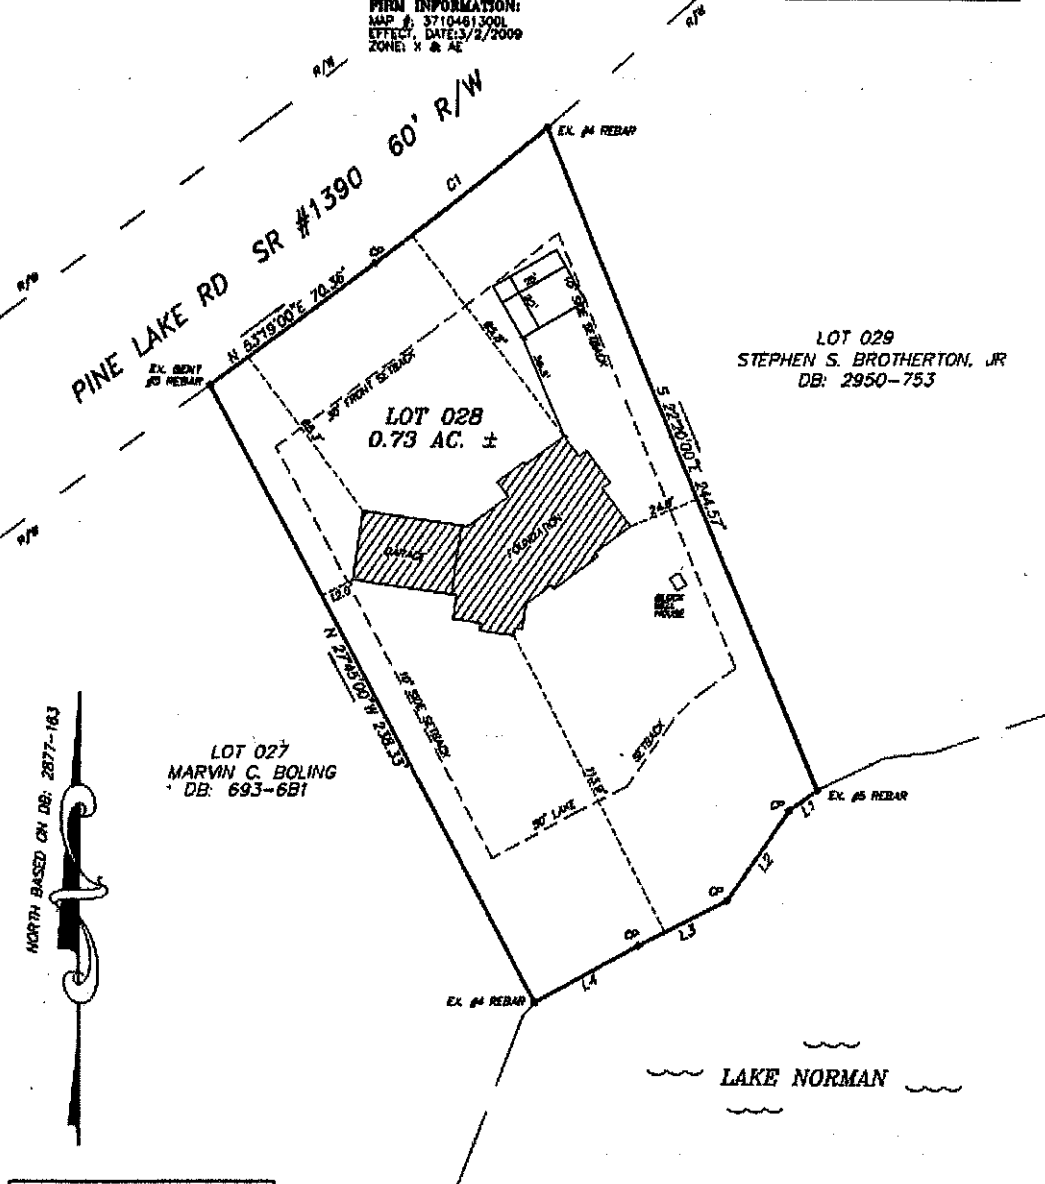 FIRM INFORMATION:
MAP #: 3710461300L
EFFECT. DATE:3/2/2009
ZONE: X & AE
R/W
R/W
R/W
R/W
PINE LAKE RD SR #1390 60' R/W
EX. #4 REBAR
C1
CP
N 53°19'00"E 70.36'
EX. BENT
#5 REBAR
30' FRONT SETBACK
10' SIDE SETBACK
LOT 028
0.73 AC. ±
LOT 029
STEPHEN S. BROTHERTON, JR
DB: 2950-753
S 22°20'00"E 244.57'
GARAGE
FOUNDATION
HOUSE
N 27°45'00"W 238.33'
10' SIDE SETBACK
LOT 027
MARVIN C. BOLING
DB: 693-681
NORTH BASED ON DB: 2877-163
50' LAKE SETBACK
EX. #5 REBAR
CP
L1
L2
CP
L3
CP
L4
EX. #4 REBAR
LAKE NORMAN